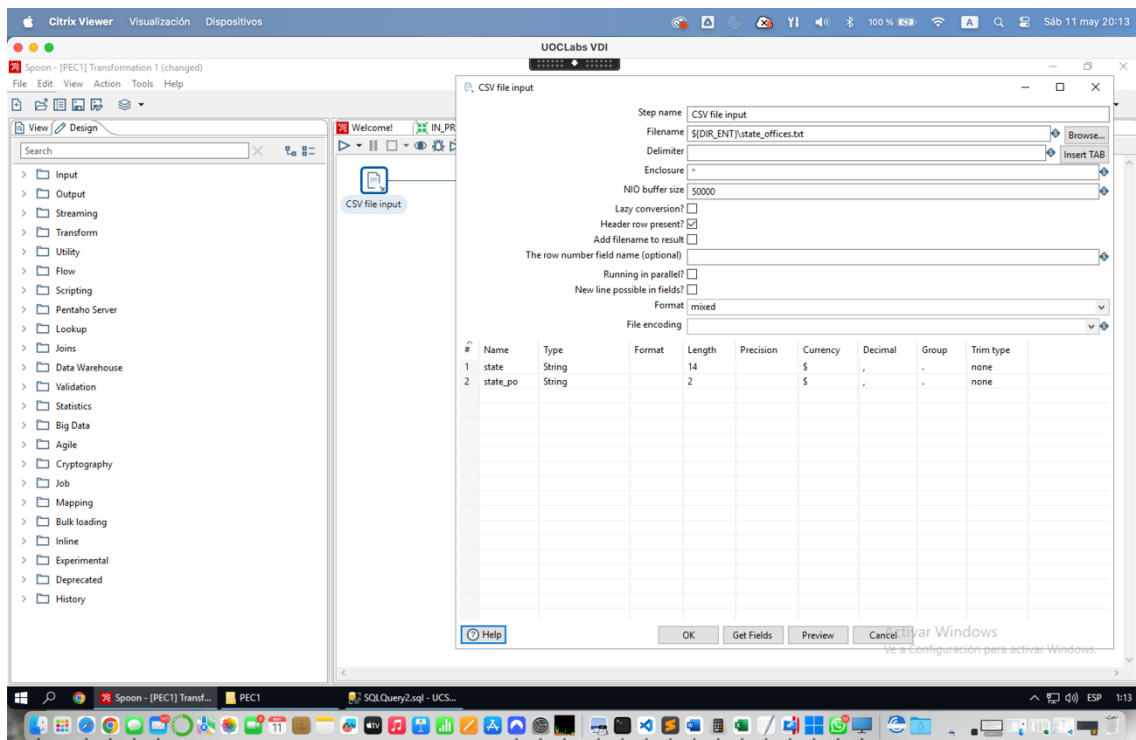 Citrix Viewer Visualización Dispositivos 100 % A Sáb 11 may 20:13
UOCLabs VDI
Spoon - [PEC1] Transformation 1 (changed)
File Edit View Action Tools Help
View Design
Search
> Input
> Output
> Streaming
> Transform
> Utility
> Flow
> Scripting
> Pentaho Server
> Lookup
> Joins
> Data Warehouse
> Validation
> Statistics
> Big Data
> Agile
> Cryptography
> Job
> Mapping
> Bulk loading
> Inline
> Experimental
> Deprecated
> History
Welcome! IN_PR
CSV file input
CSV file input
Step name CSV file input
Filename ${DIR_ENT}\state_offices.txt Browse...
Delimiter Insert TAB
Enclosure "
NIO buffer size 50000
Lazy conversion?
Header row present?
Add filename to result
The row number field name (optional)
Running in parallel?
New line possible in fields?
Format mixed
File encoding
# Name Type Format Length Precision Currency Decimal Group Trim type
1 state String 14 $ , . none
2 state_po String 2 $ , . none
Help OK Get Fields Preview Cancel
Activar Windows
Ve a Configuración para activar Windows.
Spoon - [PEC1] Transf... PEC1 SQLQuery2.sql - UCS... ESP 1:13